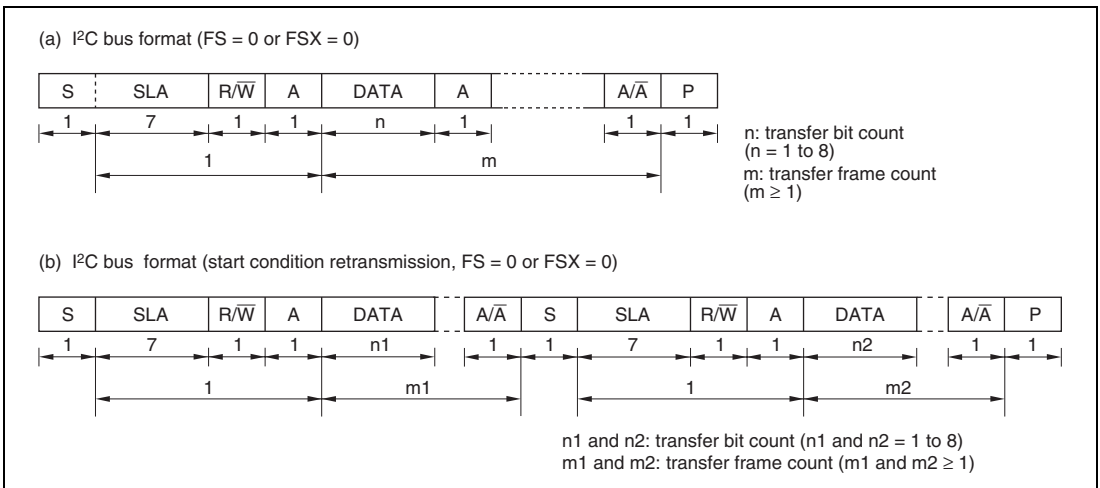 (a) I²C bus format (FS = 0 or FSX = 0)
S SLA R/W̅ A DATA A A/A̅ P
1 7 1 1 n 1 1 1
1 m
n: transfer bit count
(n = 1 to 8)
m: transfer frame count
(m ≥ 1)
(b) I²C bus format (start condition retransmission, FS = 0 or FSX = 0)
S SLA R/W̅ A DATA A/A̅ S SLA R/W̅ A DATA A/A̅ P
1 7 1 1 n1 1 1 7 1 1 n2 1 1
1 m1 1 m2
n1 and n2: transfer bit count (n1 and n2 = 1 to 8)
m1 and m2: transfer frame count (m1 and m2 ≥ 1)